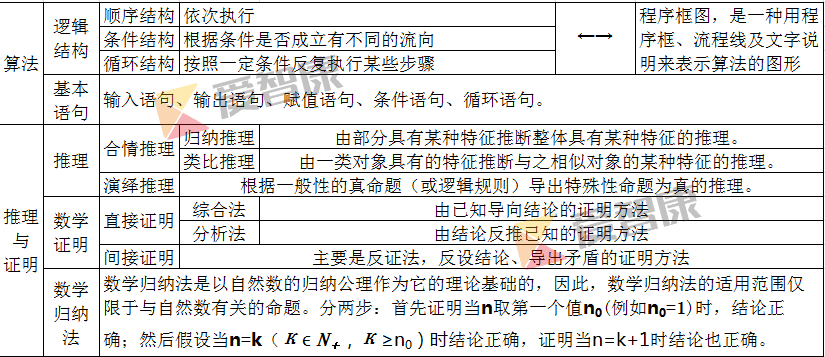 算法
逻辑
结构
顺序结构 依次执行
条件结构 根据条件是否成立有不同的流向
循环结构 按照一定条件反复执行某些步骤
←→
程序框图，是一种用程
序框、流程线及文字说
明来表示算法的图形
基本
语句
输入语句、输出语句、赋值语句、条件语句、循环语句。
推理
与
证明
推理
合情推理
归纳推理 由部分具有某种特征推断整体具有某种特征的推理。
类比推理 由一类对象具有的特征推断与之相似对象的某种特征的推理。
演绎推理 根据一般性的真命题（或逻辑规则）导出特殊性命题为真的推理。
数学
证明
直接证明
综合法 由已知导向结论的证明方法
分析法 由结论反推已知的证明方法
间接证明 主要是反证法，反设结论、导出矛盾的证明方法
数学
归纳
法
数学归纳法是以自然数的归纳公理作为它的理论基础的，因此，数学归纳法的适用范围仅
限于与自然数有关的命题。分两步：首先证明当n取第一个值n₀(例如n₀=1)时，结论正
确；然后假设当n=k（K∈N₊，K≥n₀）时结论正确，证明当n=k+1时结论也正确。
爱智康
爱智康